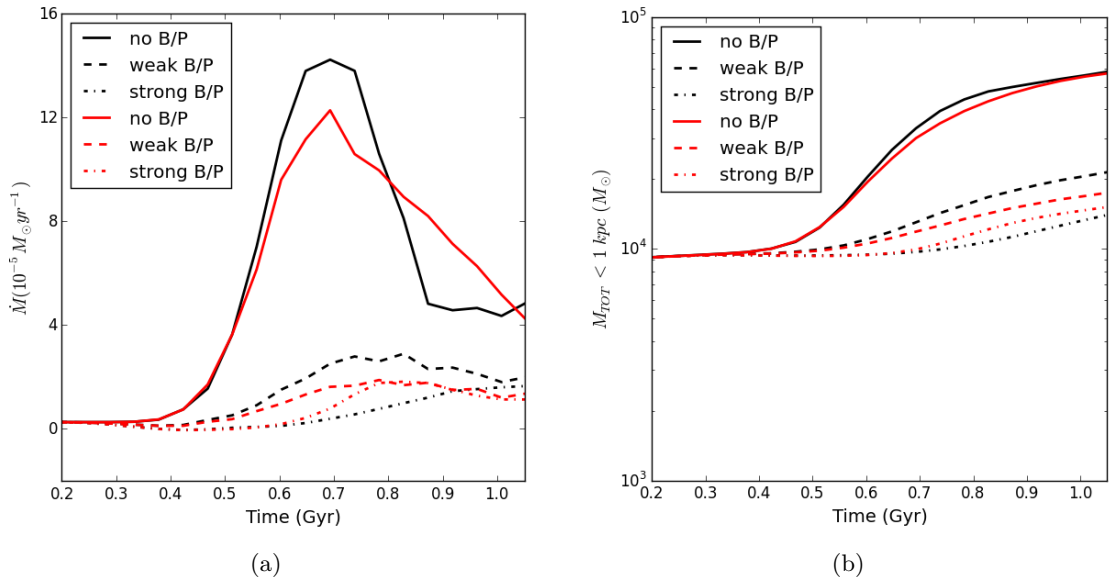 16
12
8
4
0
Ṁ(10⁻⁵ M⊙yr⁻¹)
no B/P
weak B/P
strong B/P
no B/P
weak B/P
strong B/P
0.2 0.3 0.4 0.5 0.6 0.7 0.8 0.9 1.0
Time (Gyr)
(a)
10⁵
10⁴
10³
M_TOT < 1 kpc (M⊙)
no B/P
weak B/P
strong B/P
no B/P
weak B/P
strong B/P
0.2 0.3 0.4 0.5 0.6 0.7 0.8 0.9 1.0
Time (Gyr)
(b)